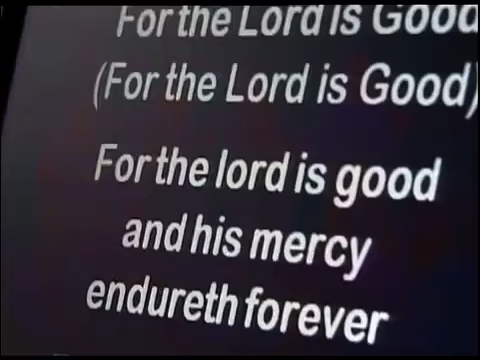 For the Lord is Good
(For the Lord is Good)
For the lord is good
and his mercy
endureth forever